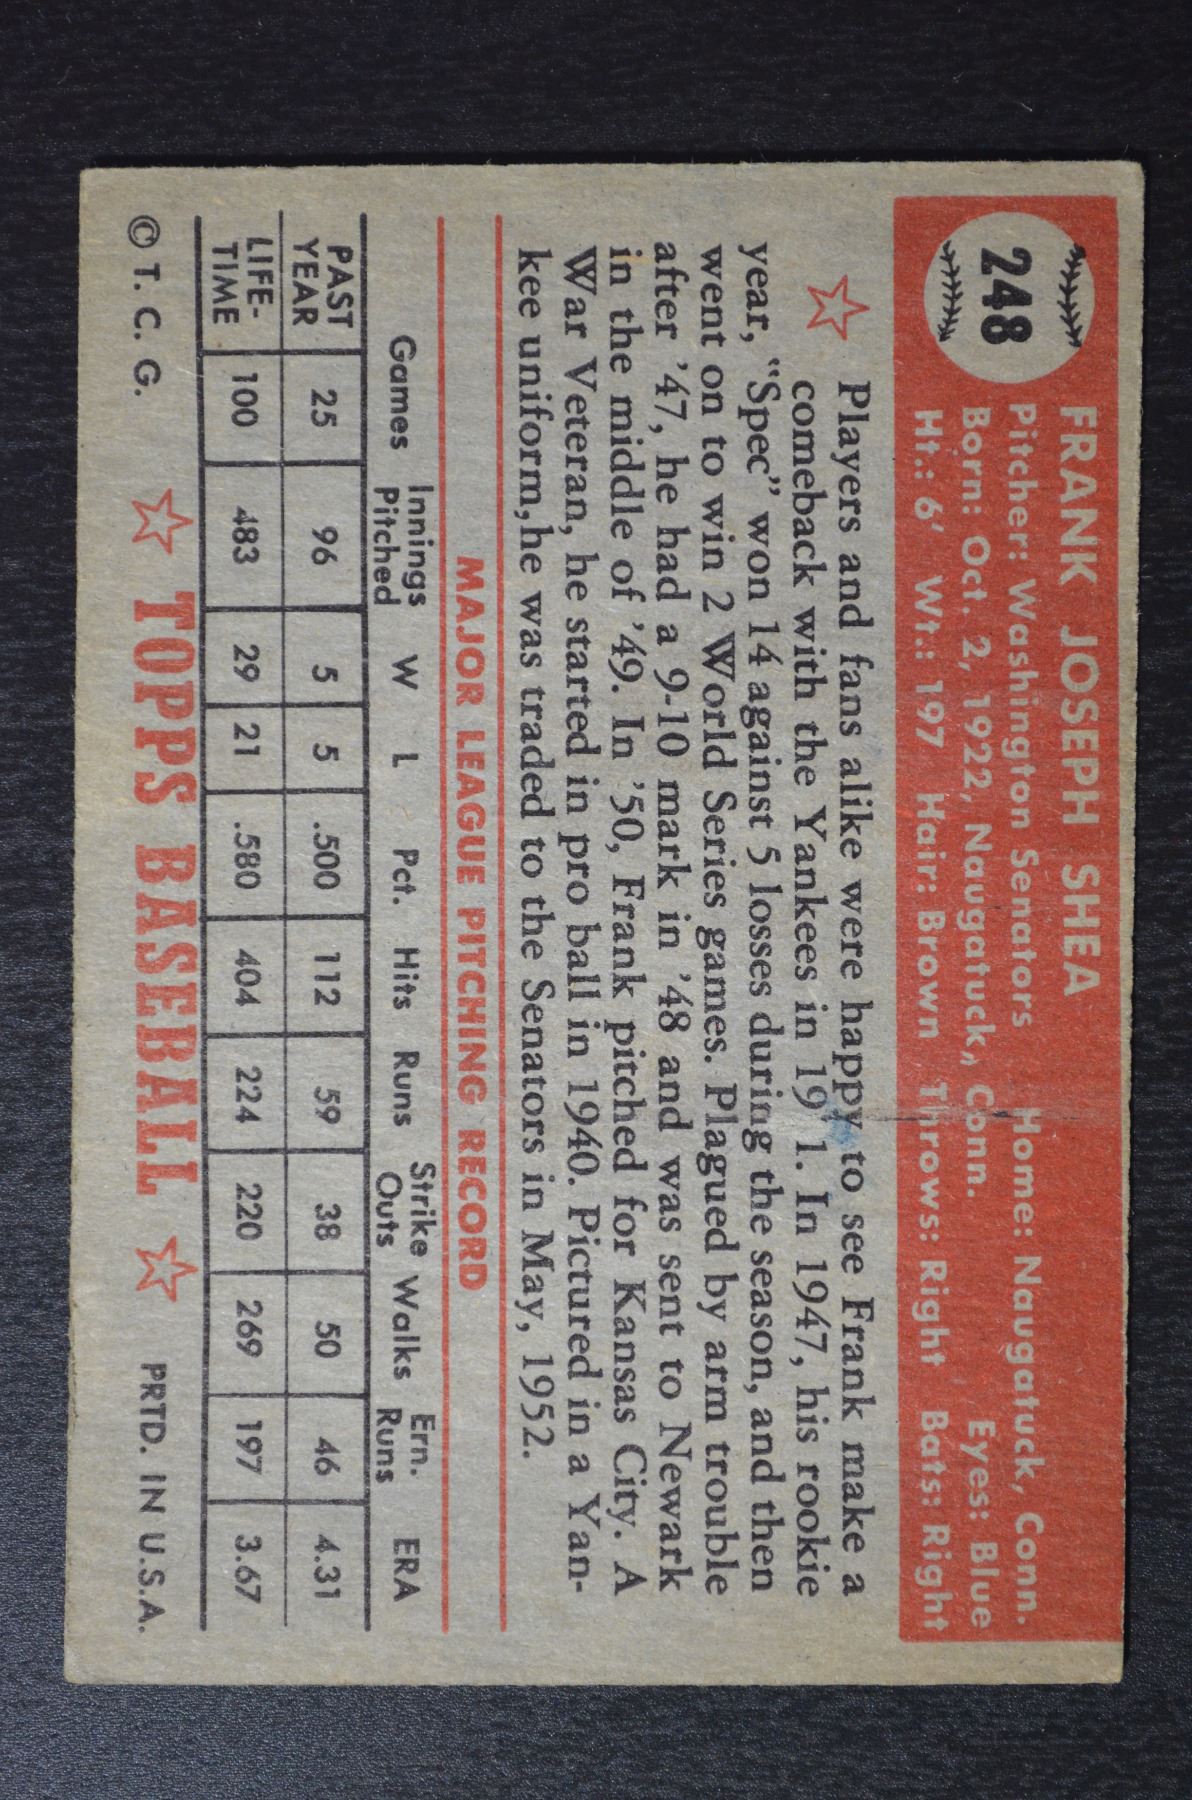 248
FRANK JOSEPH SHEA
Pitcher: Washington Senators Home: Naugatuck, Conn.
Born: Oct. 2, 1922, Naugatuck, Conn. Eyes: Blue
Ht.: 6' Wt.: 197 Hair: Brown Throws: Right Bats: Right
Players and fans alike were happy to see Frank make a
comeback with the Yankees in 19 1. In 1947, his rookie
year, "Spec" won 14 against 5 losses during the season, and then
went on to win 2 World Series games. Plagued by arm trouble
after '47, he had a 9-10 mark in '48 and was sent to Newark
in the middle of '49. In '50, Frank pitched for Kansas City. A
War Veteran, he started in pro ball in 1940. Pictured in a Yan-
kee uniform, he was traded to the Senators in May, 1952.
MAJOR LEAGUE PITCHING RECORD
Games Innings Pitched W L Pct. Hits Runs Strike Outs Walks Ern. Runs ERA
PAST YEAR 25 96 5 5 .500 112 59 38 50 46 4.31
LIFE-TIME 100 483 29 21 .580 404 224 220 269 197 3.67
© T. C. G. TOPPS BASEBALL PRTD. IN U.S.A.